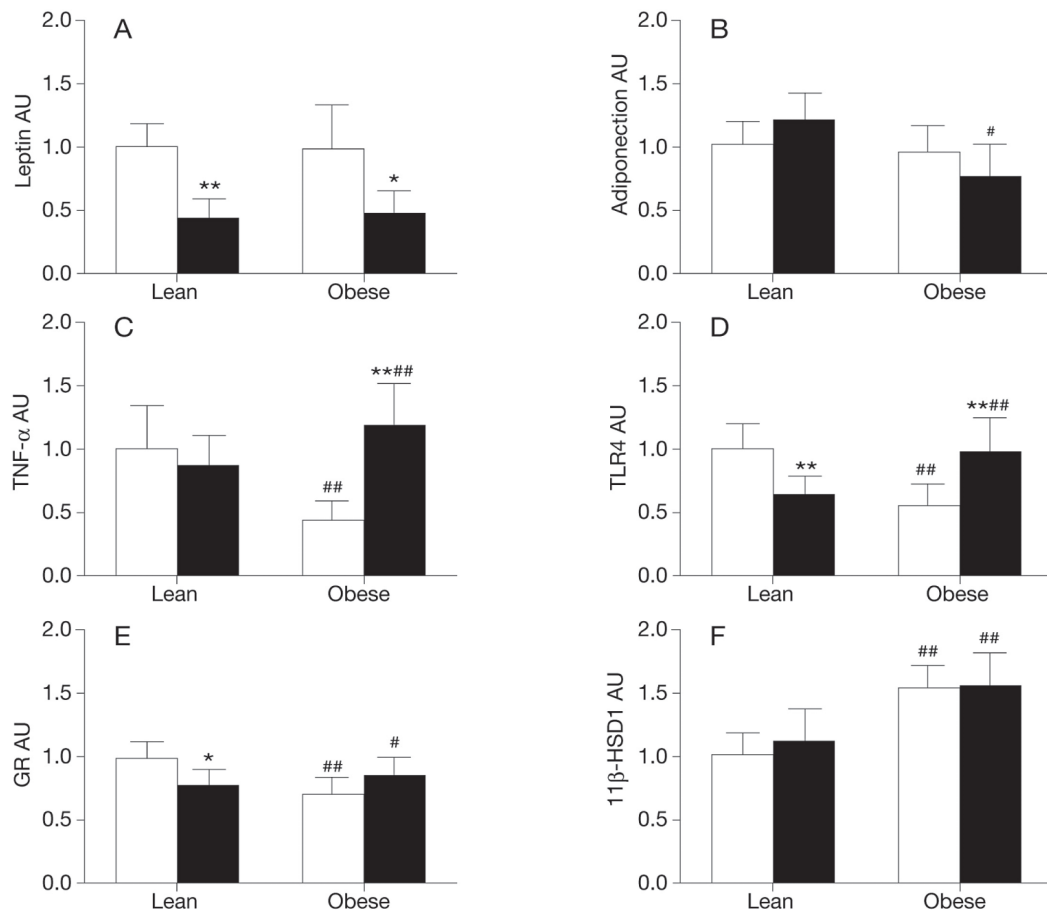 A
2.0
1.5
1.0
0.5
0.0
Leptin AU
**
*
Lean
Obese
B
2.0
1.5
1.0
0.5
0.0
Adiponection AU
#
Lean
Obese
C
2.0
1.5
1.0
0.5
0.0
TNF-α AU
##
**##
Lean
Obese
D
2.0
1.5
1.0
0.5
0.0
TLR4 AU
**
##
**##
Lean
Obese
E
2.0
1.5
1.0
0.5
0.0
GR AU
*
##
#
Lean
Obese
F
2.0
1.5
1.0
0.5
0.0
11β-HSD1 AU
##
##
Lean
Obese